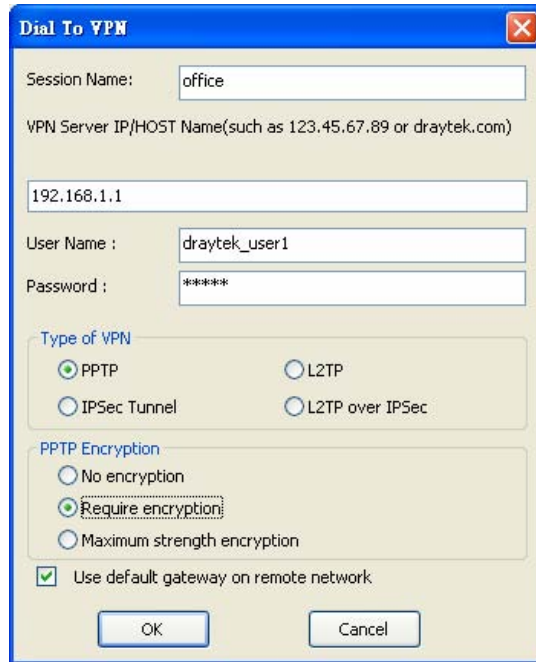 Dial To VPN
Session Name: office
VPN Server IP/HOST Name(such as 123.45.67.89 or draytek.com)
192.168.1.1
User Name : draytek_user1
Password : *****
Type of VPN
PPTP L2TP
IPSec Tunnel L2TP over IPSec
PPTP Encryption
No encryption
Require encryption
Maximum strength encryption
Use default gateway on remote network
OK Cancel